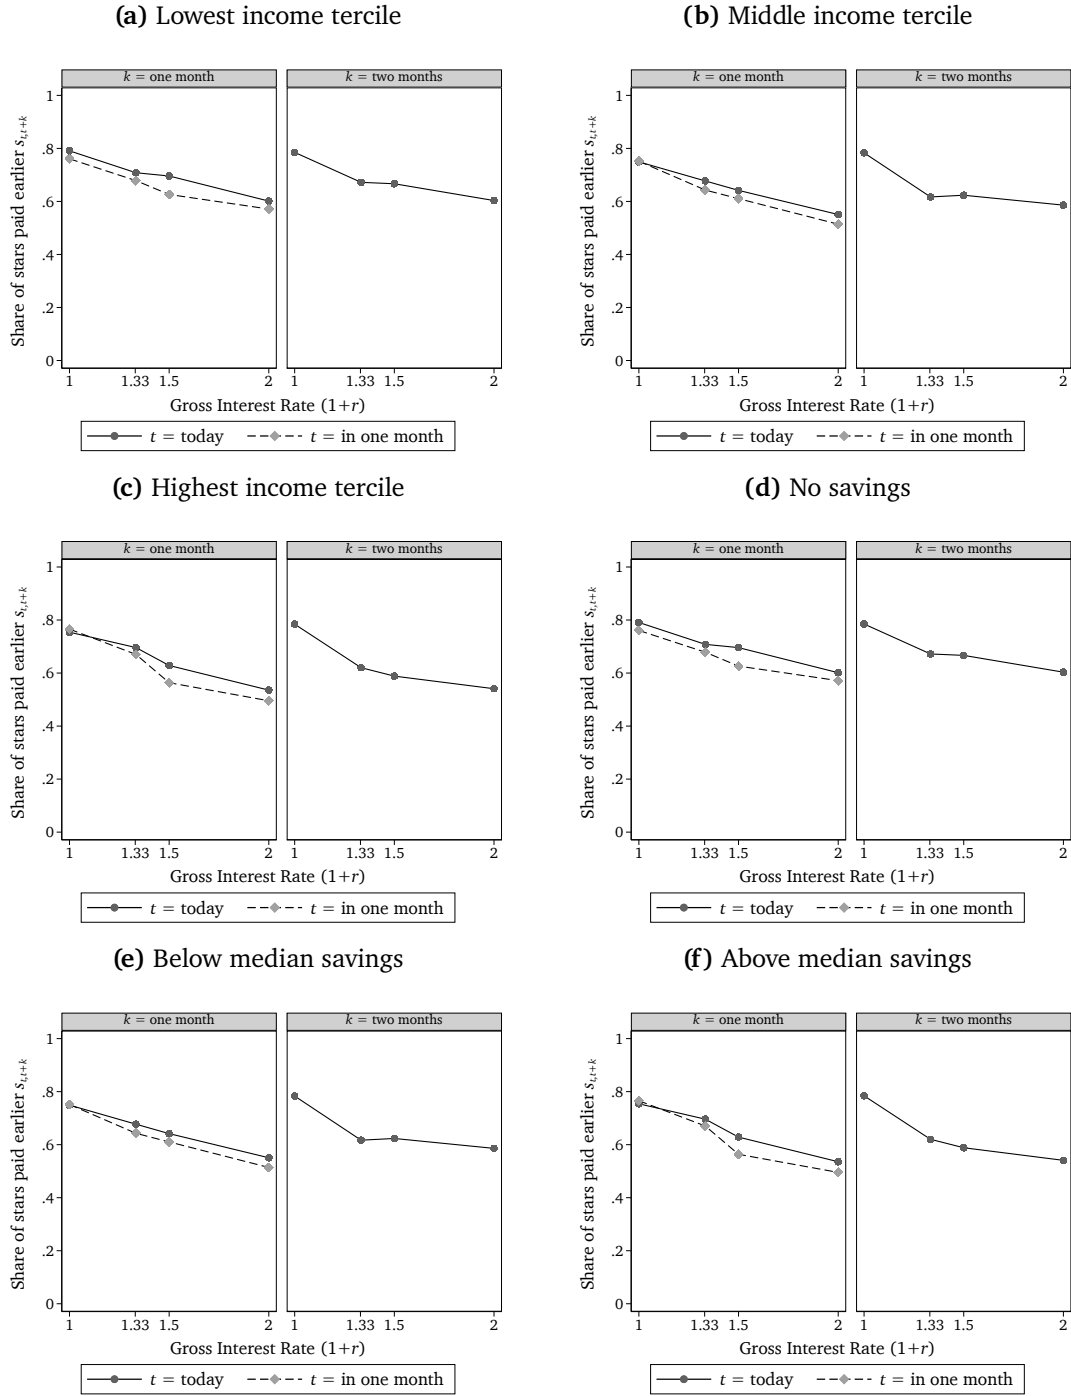 (a) Lowest income tercile
k = one month
k = two months
Share of stars paid earlier s_{t,t+k}
1
.8
.6
.4
.2
0
1 1.33 1.5 2
1 1.33 1.5 2
Gross Interest Rate (1+r)
t = today t = in one month
(b) Middle income tercile
k = one month
k = two months
Share of stars paid earlier s_{t,t+k}
1
.8
.6
.4
.2
0
1 1.33 1.5 2
1 1.33 1.5 2
Gross Interest Rate (1+r)
t = today t = in one month
(c) Highest income tercile
k = one month
k = two months
Share of stars paid earlier s_{t,t+k}
1
.8
.6
.4
.2
0
1 1.33 1.5 2
1 1.33 1.5 2
Gross Interest Rate (1+r)
t = today t = in one month
(d) No savings
k = one month
k = two months
Share of stars paid earlier s_{t,t+k}
1
.8
.6
.4
.2
0
1 1.33 1.5 2
1 1.33 1.5 2
Gross Interest Rate (1+r)
t = today t = in one month
(e) Below median savings
k = one month
k = two months
Share of stars paid earlier s_{t,t+k}
1
.8
.6
.4
.2
0
1 1.33 1.5 2
1 1.33 1.5 2
Gross Interest Rate (1+r)
t = today t = in one month
(f) Above median savings
k = one month
k = two months
Share of stars paid earlier s_{t,t+k}
1
.8
.6
.4
.2
0
1 1.33 1.5 2
1 1.33 1.5 2
Gross Interest Rate (1+r)
t = today t = in one month